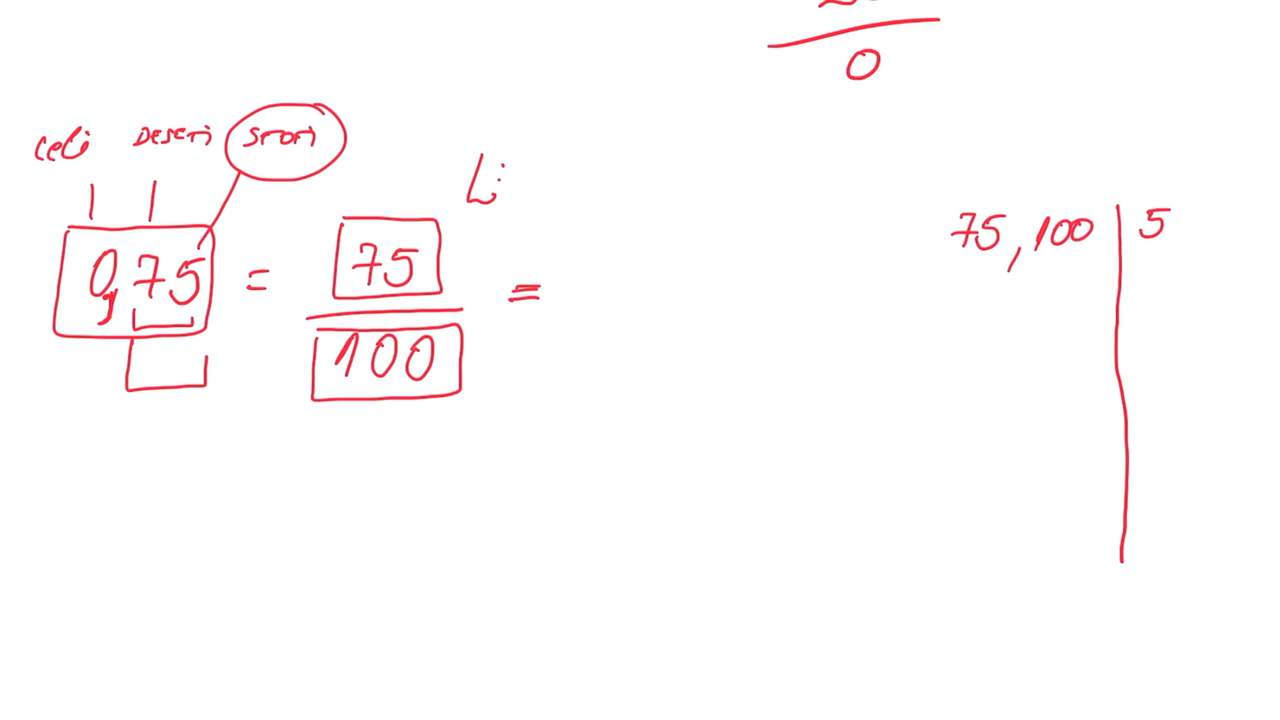 0
celi Deseti Stoti
0,75 = 75/100 =
75, 100 | 5